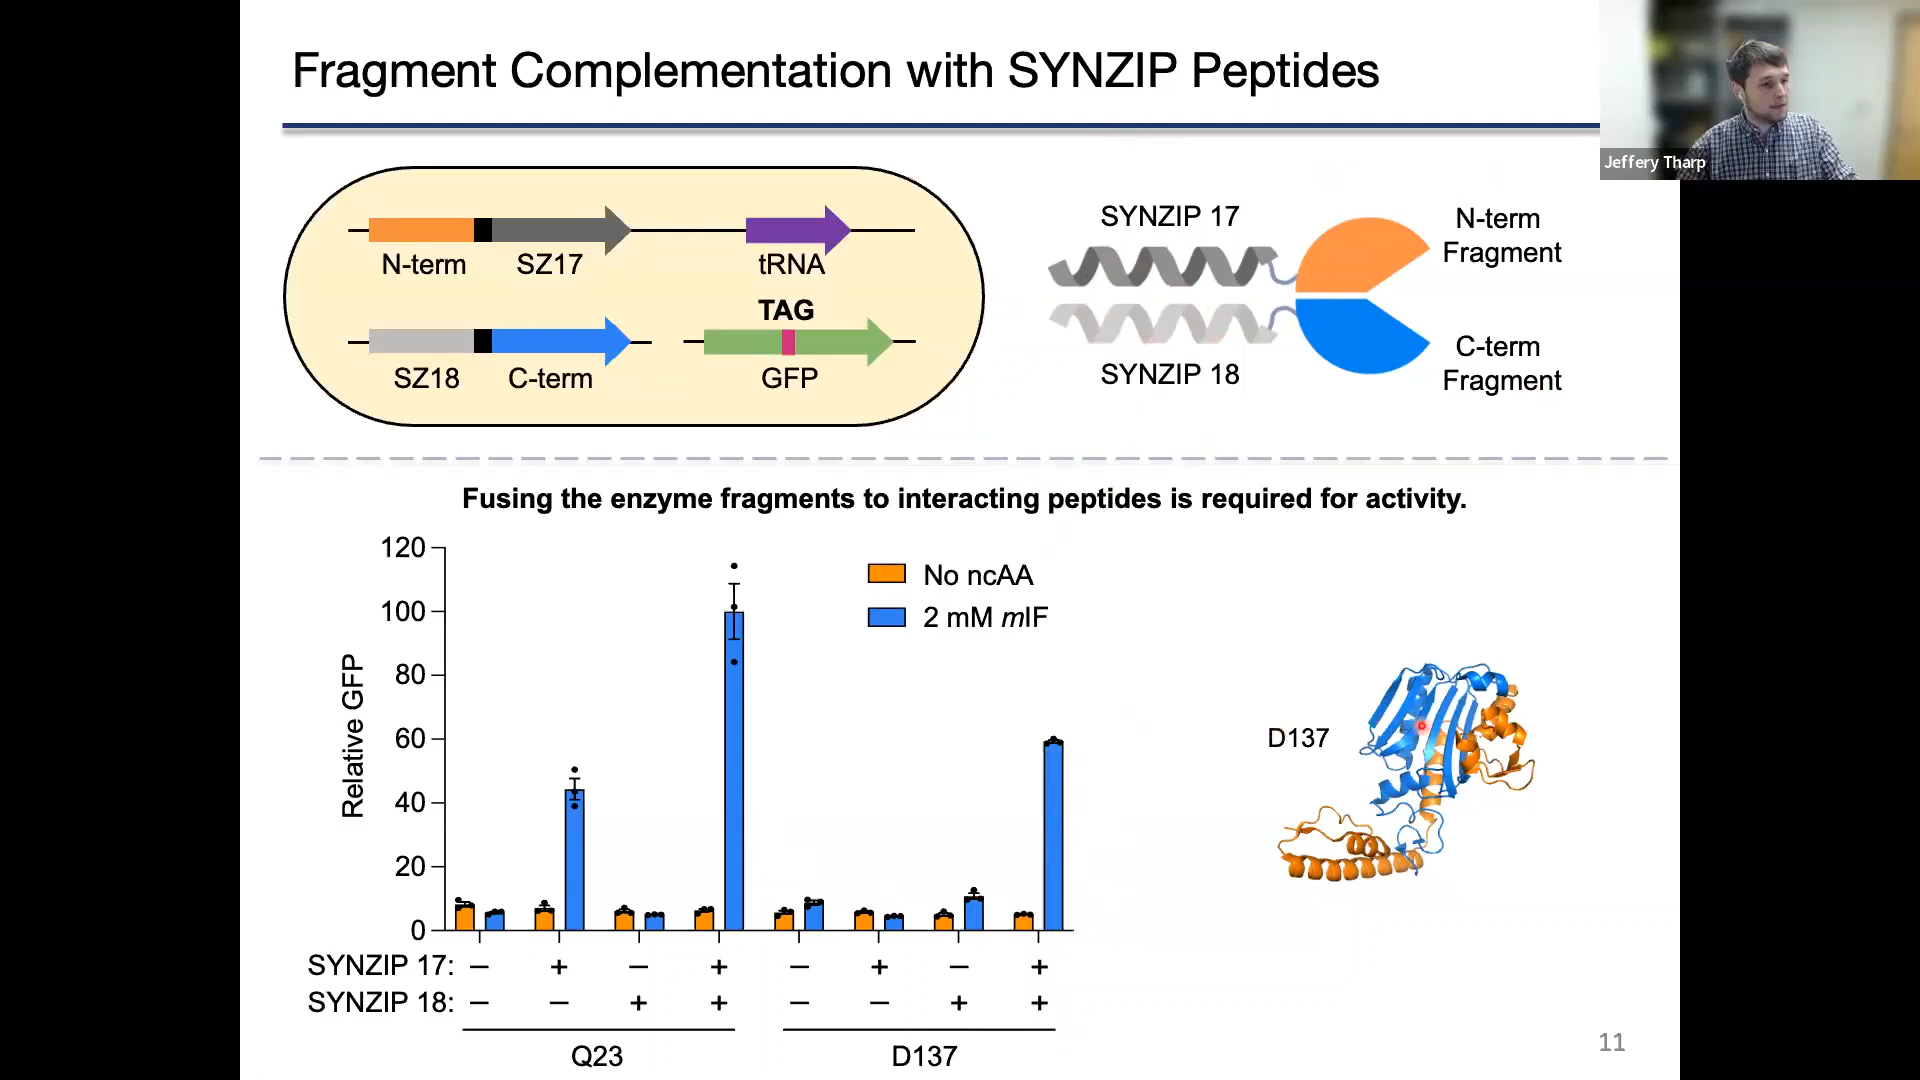 Fragment Complementation with SYNZIP Peptides
Jeffery Tharp
N-term SZ17 tRNA
TAG
SZ18 C-term GFP
SYNZIP 17
N-term
Fragment
C-term
Fragment
SYNZIP 18
Fusing the enzyme fragments to interacting peptides is required for activity.
120
100
80
60
40
20
0
Relative GFP
No ncAA
2 mM mIF
D137
SYNZIP 17: – + – + – + – +
SYNZIP 18: – – + + – – + +
Q23 D137
11